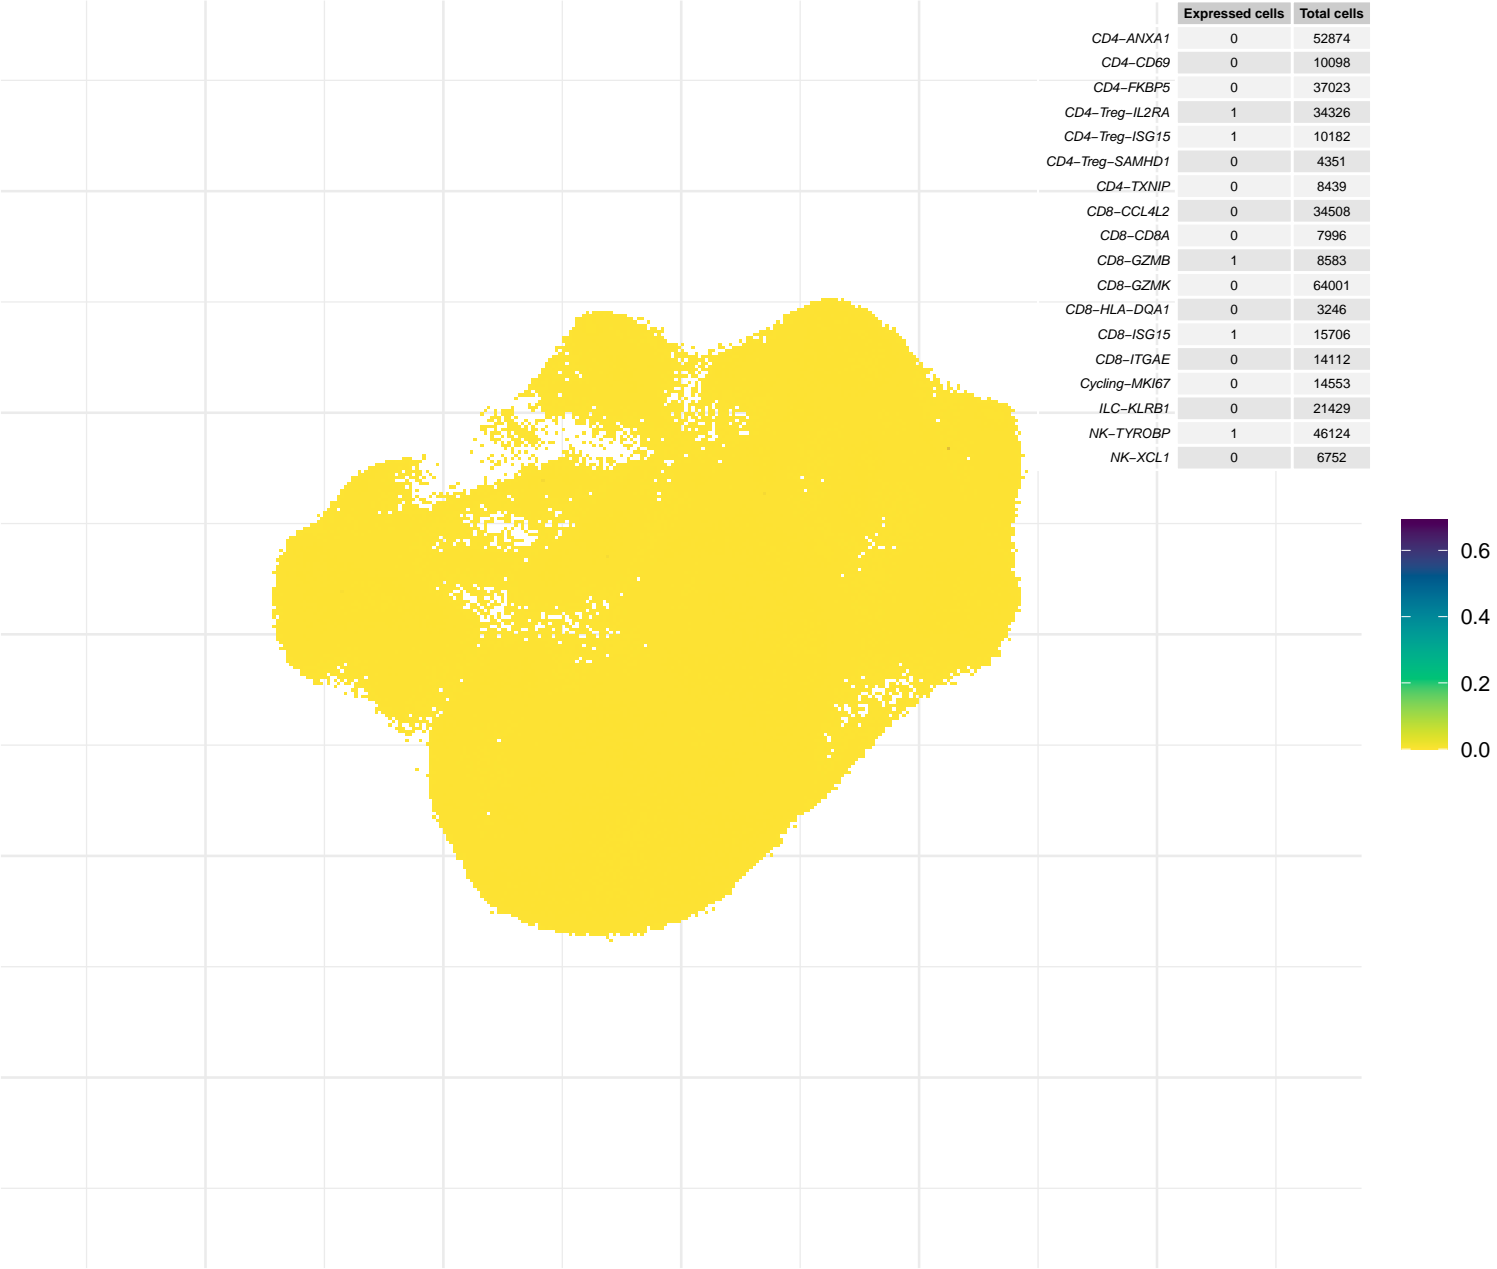 Expressed cells Total cells
CD4−ANXA1 0 52874
CD4−CD69 0 10098
CD4−FKBP5 0 37023
CD4−Treg−IL2RA 1 34326
CD4−Treg−ISG15 1 10182
CD4−Treg−SAMHD1 0 4351
CD4−TXNIP 0 8439
CD8−CCL4L2 0 34508
CD8−CD8A 0 7996
CD8−GZMB 1 8583
CD8−GZMK 0 64001
CD8−HLA−DQA1 0 3246
CD8−ISG15 1 15706
CD8−ITGAE 0 14112
Cycling−MKI67 0 14553
ILC−KLRB1 0 21429
NK−TYROBP 1 46124
NK−XCL1 0 6752
0.6
0.4
0.2
0.0